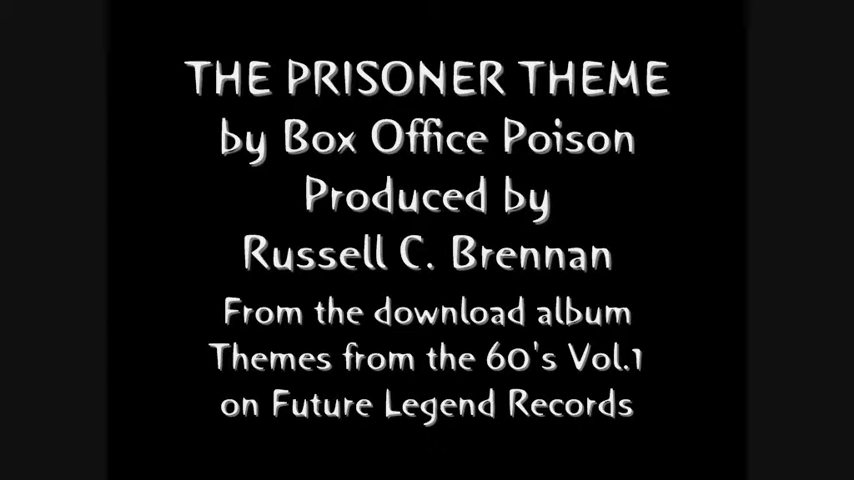 THE PRISONER THEME
by Box Office Poison
Produced by
Russell C. Brennan
From the download album
Themes from the 60's Vol.1
on Future Legend Records